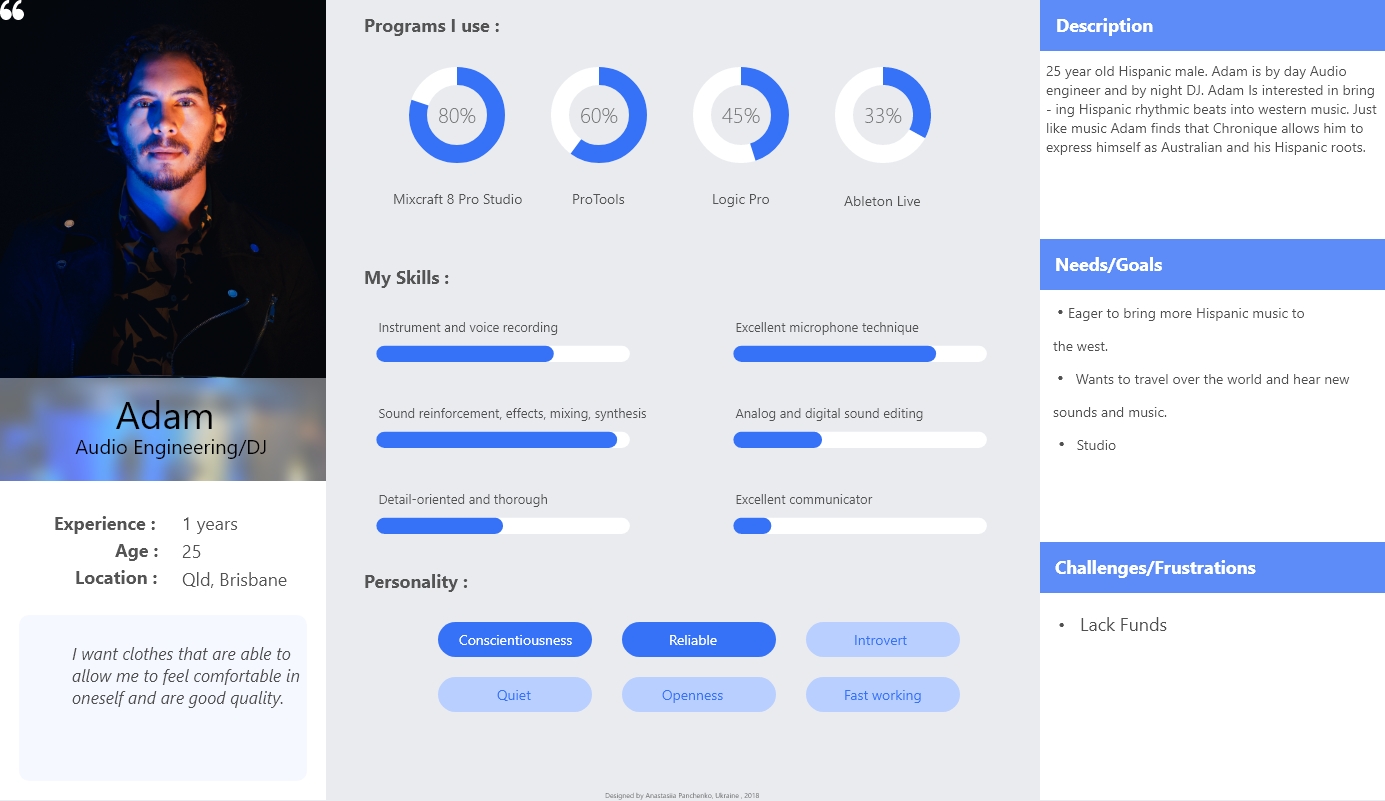 “
Adam
Audio Engineering/DJ
Experience : 1 years
Age : 25
Location : Qld, Brisbane
I want clothes that are able to
allow me to feel comfortable in
oneself and are good quality.
Programs I use :
80% 60% 45% 33%
Mixcraft 8 Pro Studio ProTools Logic Pro Ableton Live
My Skills :
Instrument and voice recording Excellent microphone technique
Sound reinforcement, effects, mixing, synthesis Analog and digital sound editing
Detail-oriented and thorough Excellent communicator
Personality :
Conscientiousness Reliable Introvert
Quiet Openness Fast working
Designed by Anastasiia Panchenko, Ukraine , 2018
Description
25 year old Hispanic male. Adam is by day Audio
engineer and by night DJ. Adam Is interested in bring
- ing Hispanic rhythmic beats into western music. Just
like music Adam finds that Chronique allows him to
express himself as Australian and his Hispanic roots.
Needs/Goals
• Eager to bring more Hispanic music to
the west.
• Wants to travel over the world and hear new
sounds and music.
• Studio
Challenges/Frustrations
• Lack Funds